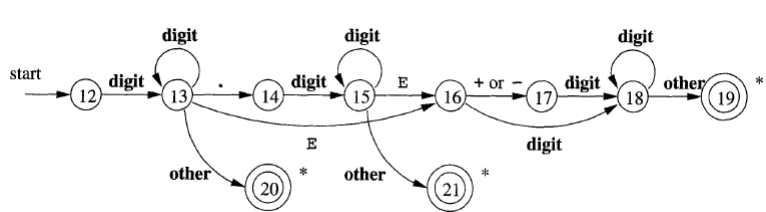 digit digit digit
start digit . digit E + or - digit other *
12 13 14 15 16 17 18 19
E digit
other * other *
20 21